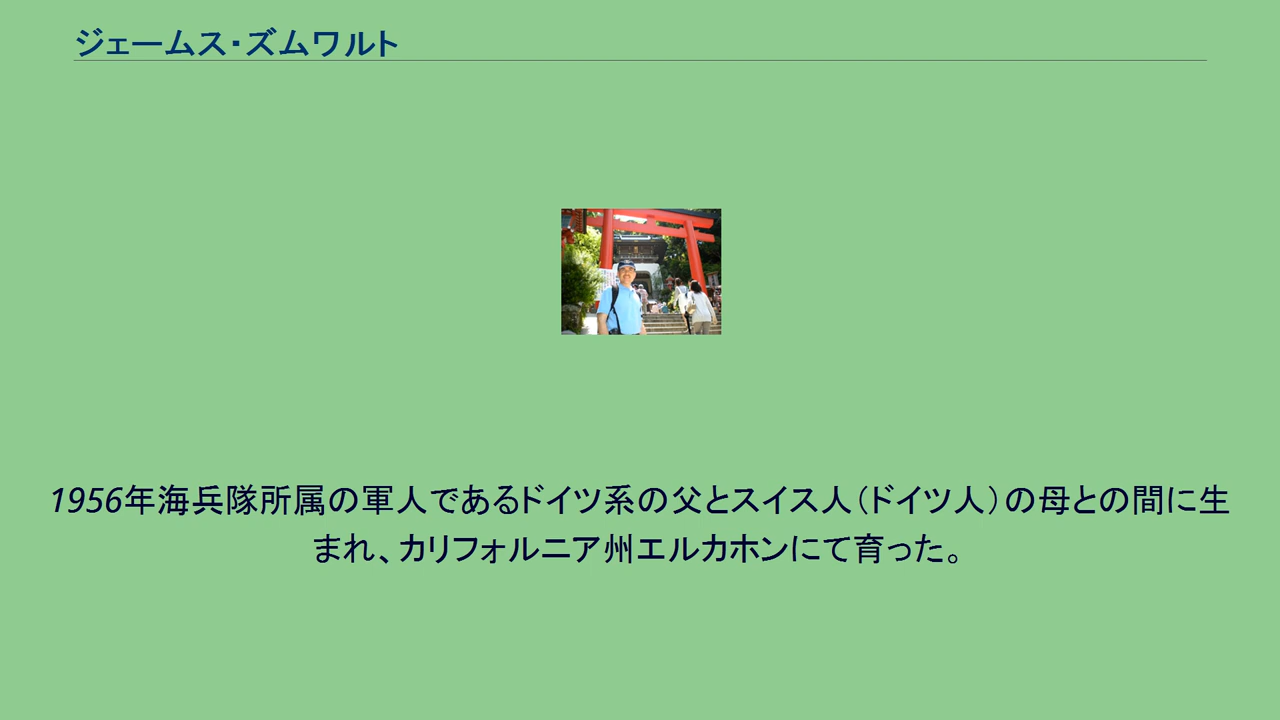 ジェームス・ズムワルト
1956年海兵隊所属の軍人であるドイツ系の父とスイス人（ドイツ人）の母との間に生
まれ、カリフォルニア州エルカホンにて育った。